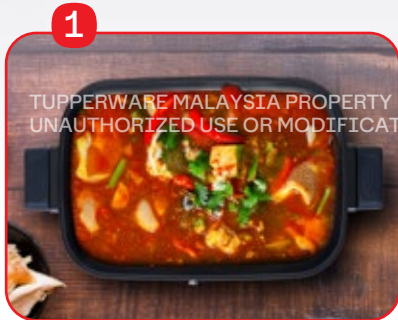 1
TUPPERWARE MALAYSIA PROPERTY
UNAUTHORIZED USE OR MODIFICAT